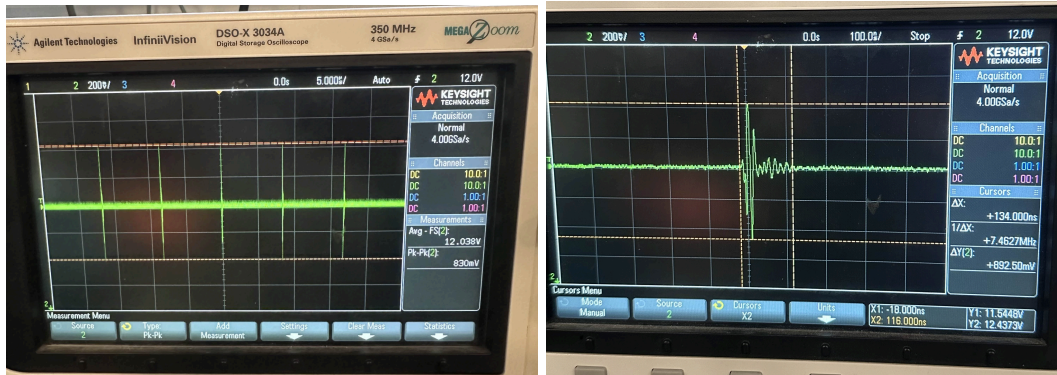 Agilent Technologies InfiniiVision DSO-X 3034A
Digital Storage Oscilloscope
350 MHz
4 GSa/s
MEGA Zoom
1 2 200V/ 3 4 0.0s 5.000s/ Auto 2 12.0V
KEYSIGHT
TECHNOLOGIES
Acquisition
Normal
4.00GSa/s
Channels
DC 10.0:1
DC 10.0:1
DC 1.00:1
DC 1.00:1
Measurements
Avg - FS(2):
12.038V
Pk-Pk(2):
830mV
Measurement Menu
Source
2
Type:
Pk-Pk
Add
Measurement
Settings
Clear Meas
Statistics
2 200V/ 3 4 0.0s 100.0s/ Stop 2 12.0V
KEYSIGHT
TECHNOLOGIES
Acquisition
Normal
4.00GSa/s
Channels
DC 10.0:1
DC 10.0:1
DC 1.00:1
DC 1.00:1
Cursors
ΔX:
+134.000ns
1/ΔX:
+7.4627MHz
ΔY(2):
+892.50mV
Cursors Menu
Mode
Manual
Source
2
Cursors
X2
Units
X1: -18.000ns
X2: 116.000ns
Y1: 11.5448V
Y2: 12.4373V